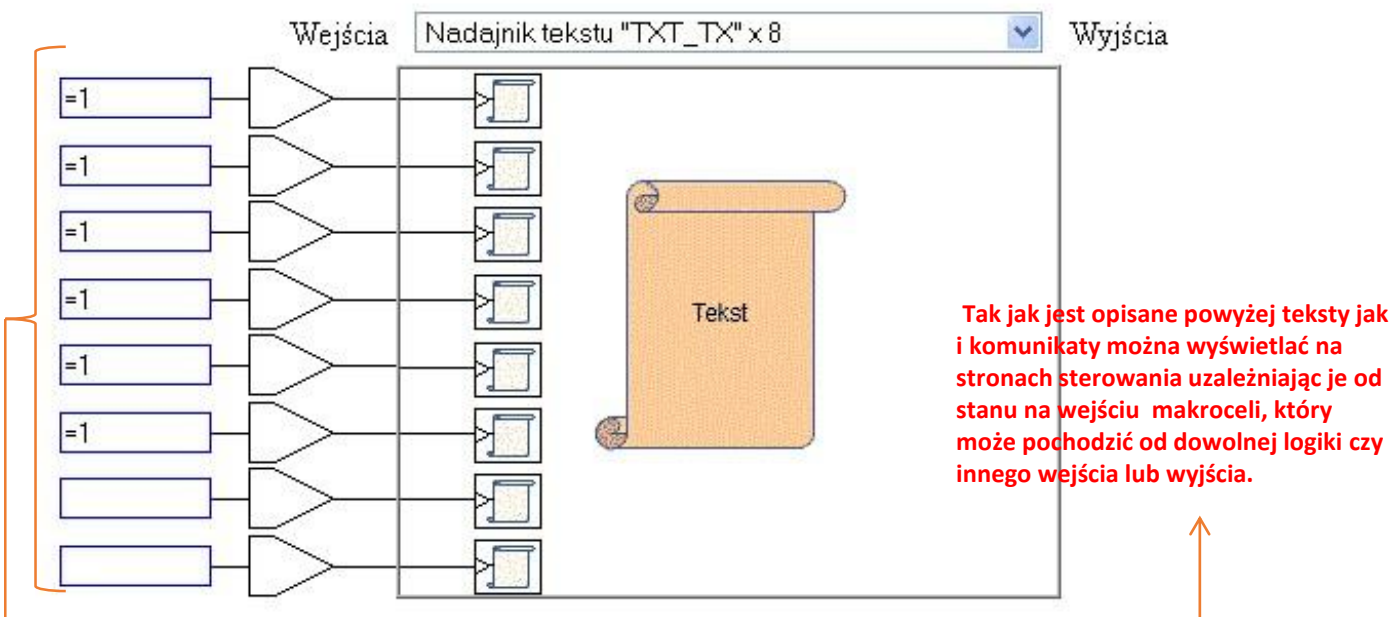 Wejścia Nadajnik tekstu "TXT_TX" x 8 Wyjścia
=1
=1
=1
=1
=1
=1
Tekst
Tak jak jest opisane powyżej teksty jak
i komunikaty można wyświetlać na
stronach sterowania uzależniając je od
stanu na wejściu makroceli, który
może pochodzić od dowolnej logiki czy
innego wejścia lub wyjścia.